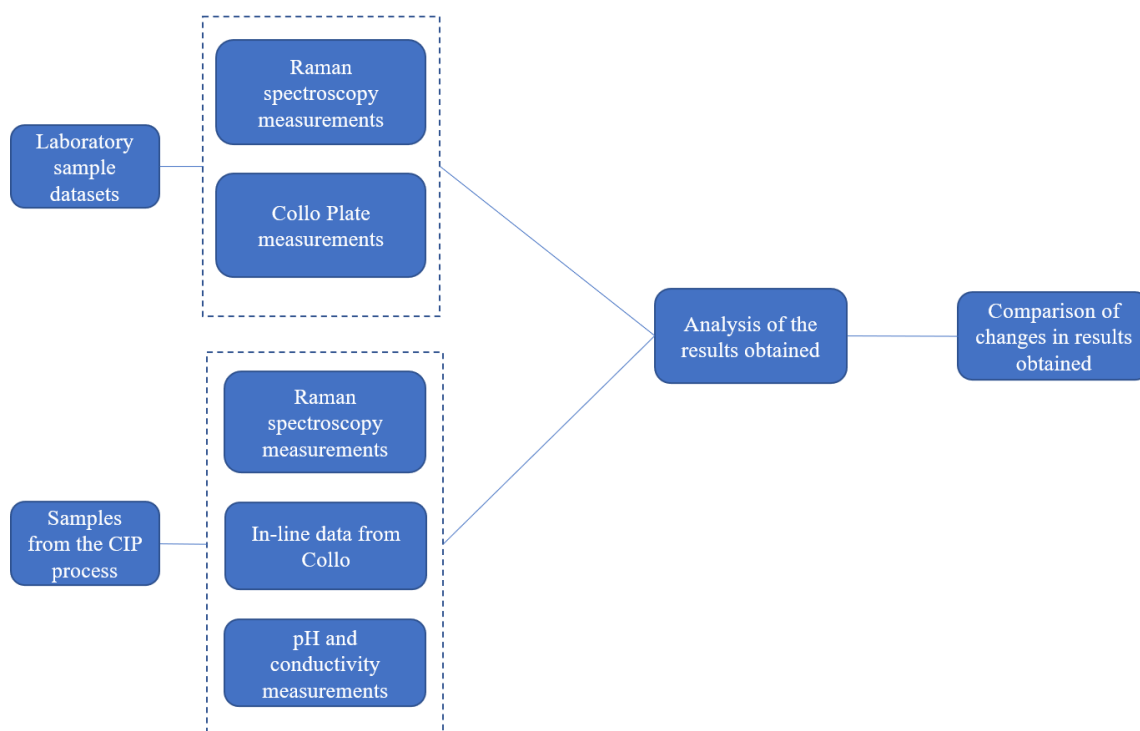 Raman
spectroscopy
measurements
Laboratory
sample
datasets
Collo Plate
measurements
Raman
spectroscopy
measurements
Samples
from the CIP
process
In-line data from
Collo
pH and
conductivity
measurements
Analysis of the
results obtained
Comparison of
changes in results
obtained